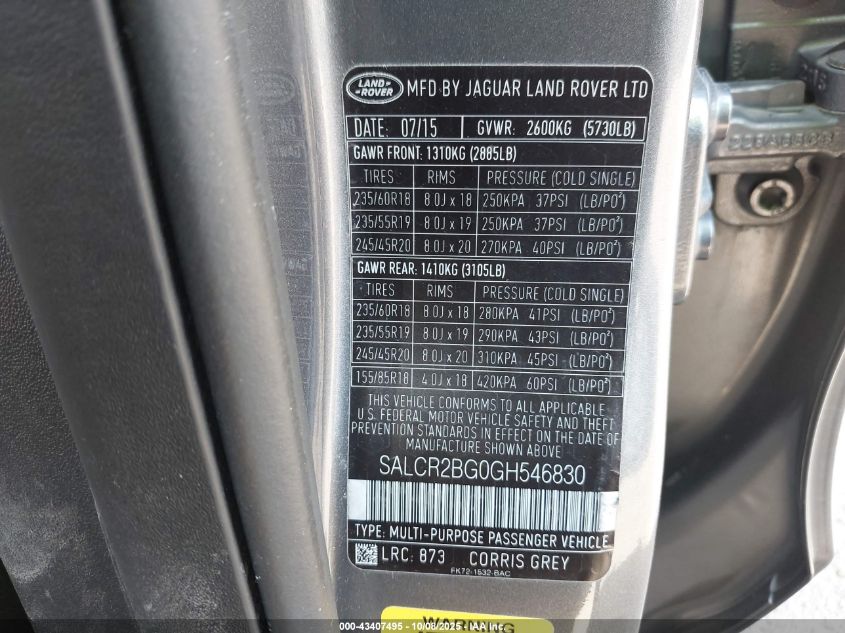 LAND
ROVER
MFD BY JAGUAR LAND ROVER LTD
DATE: 07/15 GVWR: 2600KG (5730LB)
GAWR FRONT: 1310KG (2885LB)
TIRES RIMS PRESSURE (COLD SINGLE)
235/60R18 8.0J x 18 250KPA 37PSI (LB/PO²)
235/55R19 8.0J x 19 250KPA 37PSI (LB/PO²)
245/45R20 8.0J x 20 270KPA 40PSI (LB/PO²)
GAWR REAR: 1410KG (3105LB)
TIRES RIMS PRESSURE (COLD SINGLE)
235/60R18 8.0J x 18 280KPA 41PSI (LB/PO²)
235/55R19 8.0J x 19 290KPA 43PSI (LB/PO²)
245/45R20 8.0J x 20 310KPA 45PSI (LB/PO²)
155/85R18 4.0J x 18 420KPA 60PSI (LB/PO²)
THIS VEHICLE CONFORMS TO ALL APPLICABLE
U.S. FEDERAL MOTOR VEHICLE SAFETY AND THEFT
PREVENTION STANDARDS IN EFFECT ON THE DATE OF
MANUFACTURE SHOWN ABOVE
SALCR2BG0GH546830
TYPE: MULTI-PURPOSE PASSENGER VEHICLE
LRC: 873 CORRIS GREY
FK72-1532-BAC
WARNING
000-43407495 - 10/08/2025 - IAA Inc.